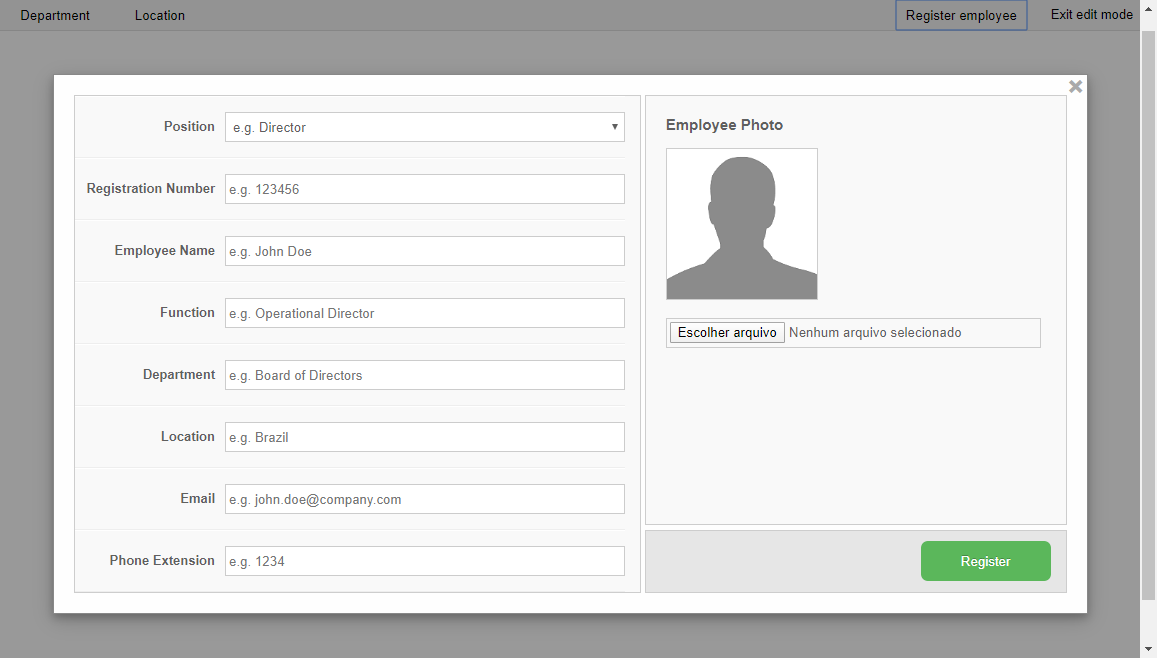 Department Location Register employee Exit edit mode
Position e.g. Director
Registration Number e.g. 123456
Employee Name e.g. John Doe
Function e.g. Operational Director
Department e.g. Board of Directors
Location e.g. Brazil
Email e.g. john.doe@company.com
Phone Extension e.g. 1234
Employee Photo
Escolher arquivo Nenhum arquivo selecionado
Register